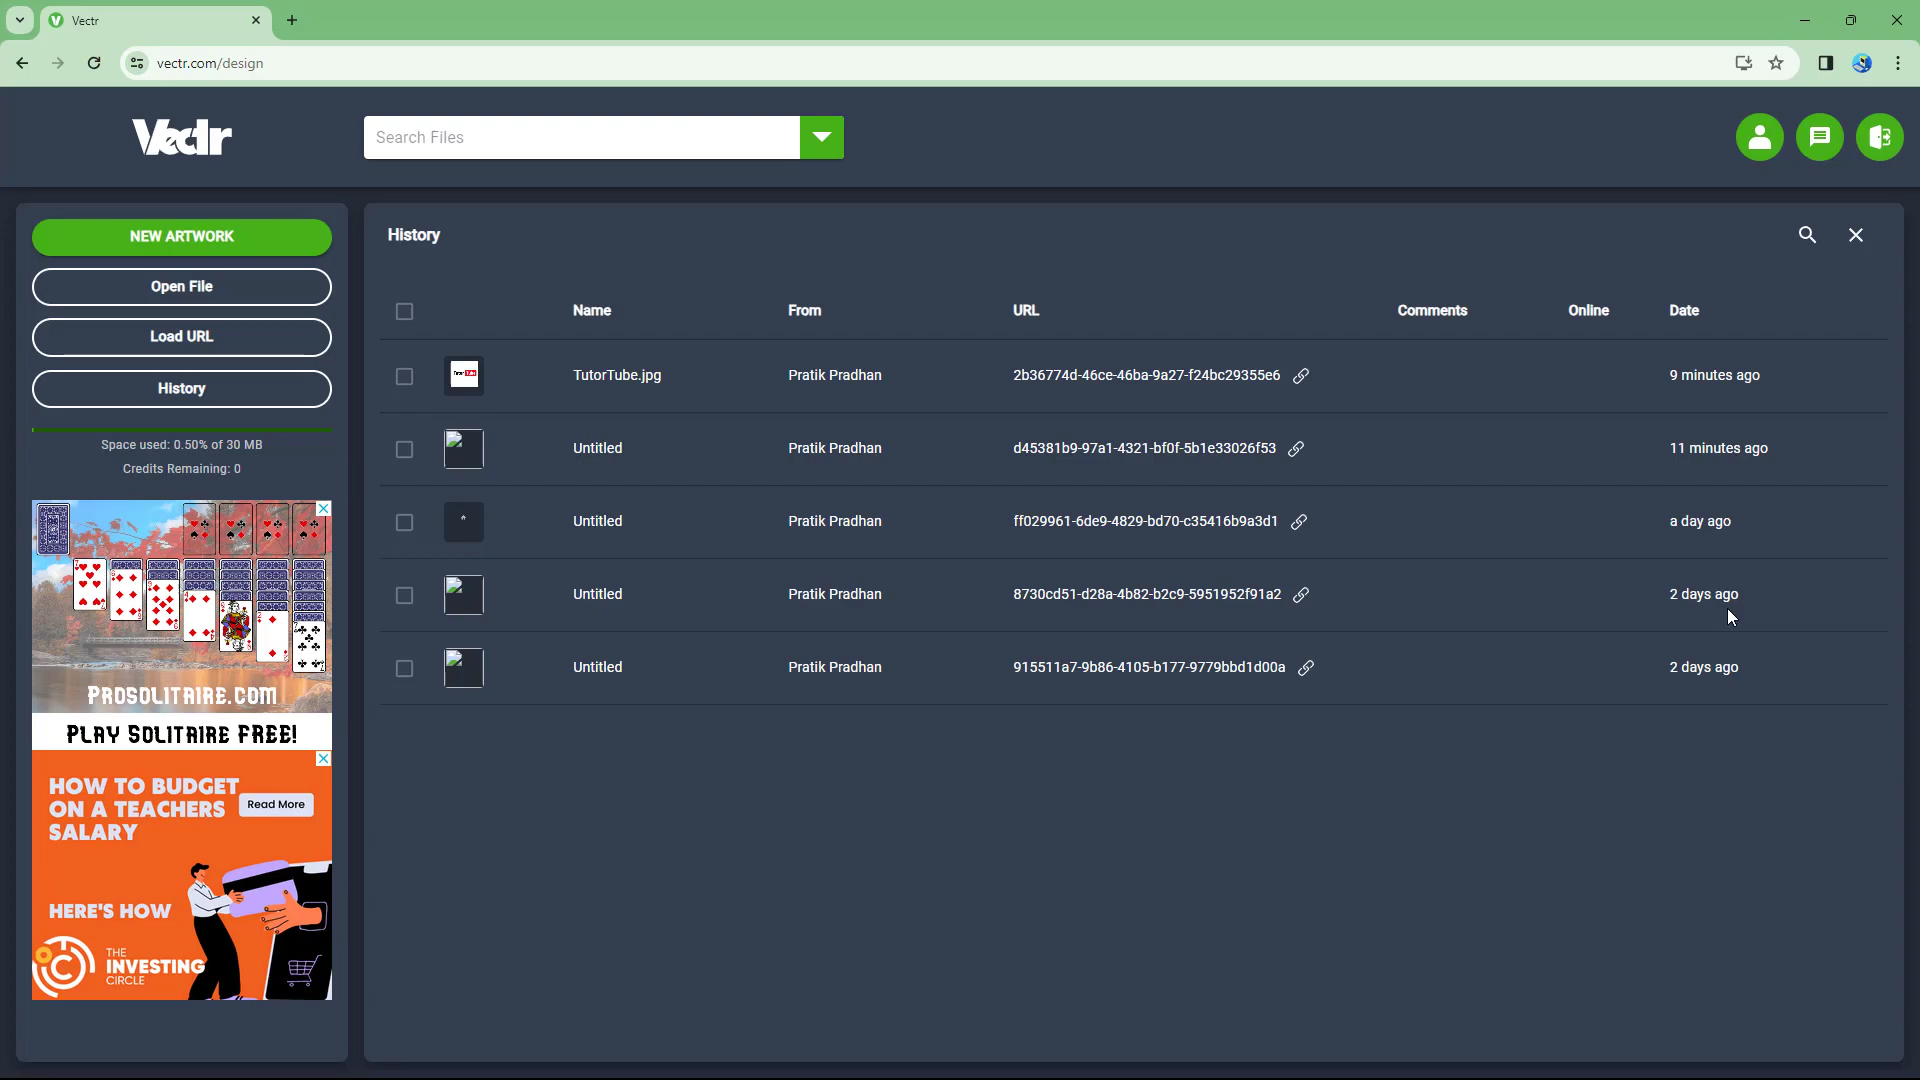 Vectr
vectr.com/design
Vectr
Search Files
NEW ARTWORK
Open File
Load URL
History
Space used: 0.50% of 30 MB
Credits Remaining: 0
PROSOLITAIRE.COM
PLAY SOLITAIRE FREE!
HOW TO BUDGET
ON A TEACHERS
SALARY
Read More
HERE'S HOW
THE
INVESTING
CIRCLE
History
Name From URL Comments Online Date
TutorTube.jpg Pratik Pradhan 2b36774d-46ce-46ba-9a27-f24bc29355e6 9 minutes ago
Untitled Pratik Pradhan d45381b9-97a1-4321-bf0f-5b1e33026f53 11 minutes ago
Untitled Pratik Pradhan ff029961-6de9-4829-bd70-c35416b9a3d1 a day ago
Untitled Pratik Pradhan 8730cd51-d28a-4b82-b2c9-5951952f91a2 2 days ago
Untitled Pratik Pradhan 915511a7-9b86-4105-b177-9779bbd1d00a 2 days ago